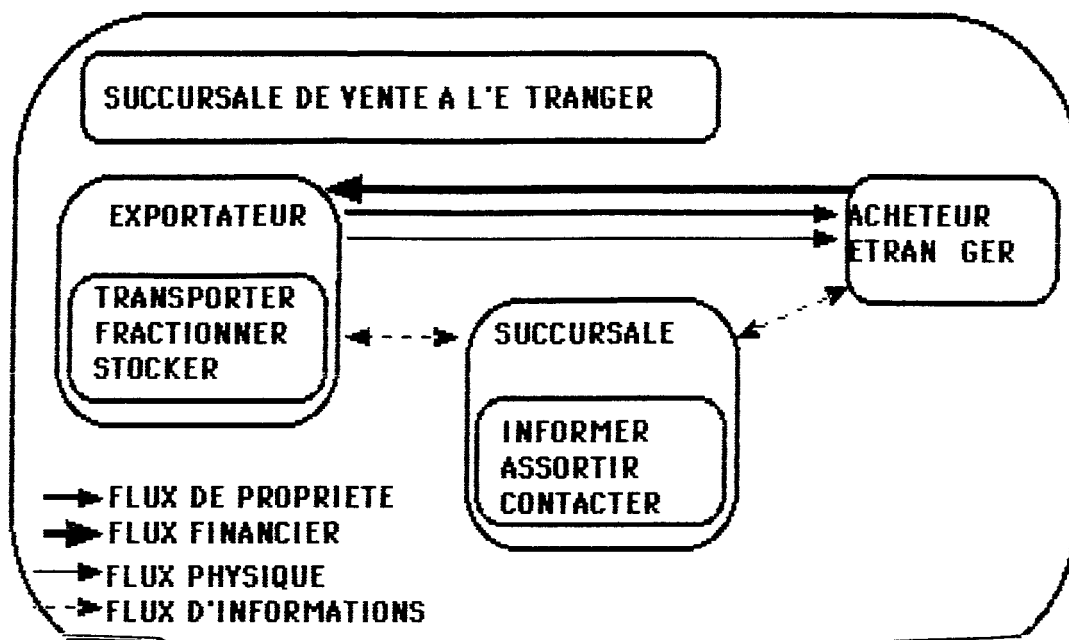 SUCCURSALE DE VENTE A L'E TRANGER
EXPORTATEUR
TRANSPORTER
FRACTIONNER
STOCKER
ACHETEUR
ETRAN GER
SUCCURSALE
INFORMER
ASSORTIR
CONTACTER
FLUX DE PROPRIETE
FLUX FINANCIER
FLUX PHYSIQUE
FLUX D'INFORMATIONS